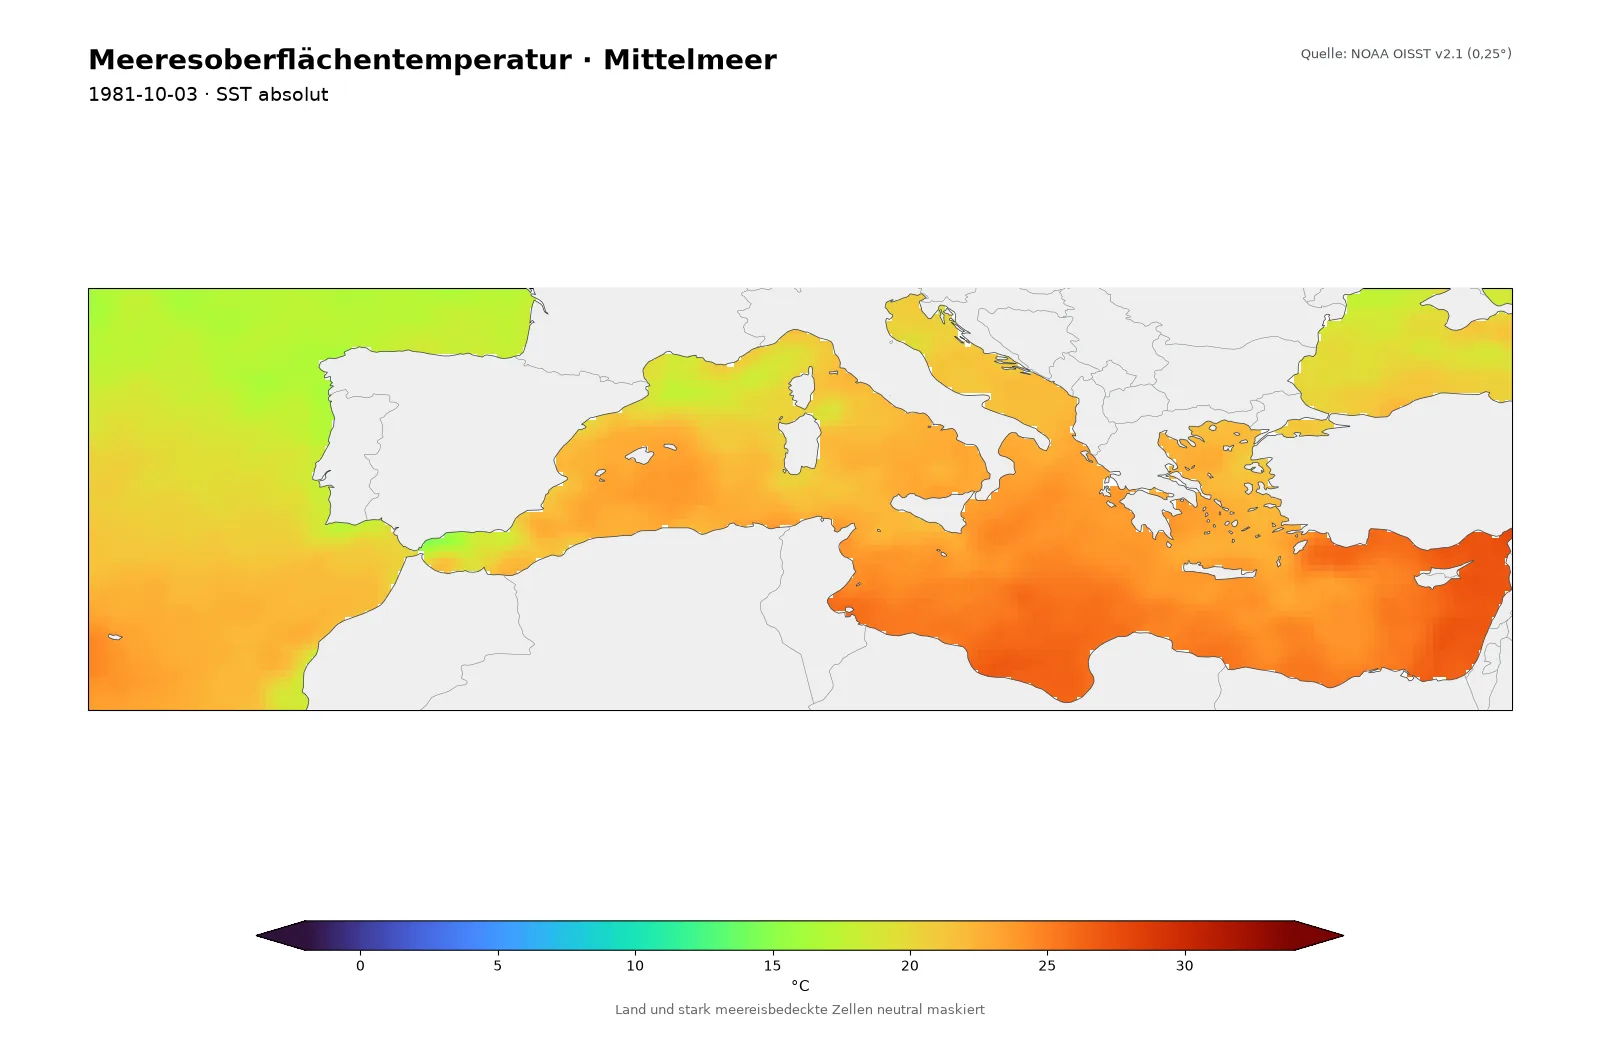 Meeresoberflächentemperatur · Mittelmeer
Quelle: NOAA OISST v2.1 (0,25°)
1981-10-03 · SST absolut
0 5 10 15 20 25 30
°C
Land und stark meereisbedeckte Zellen neutral maskiert